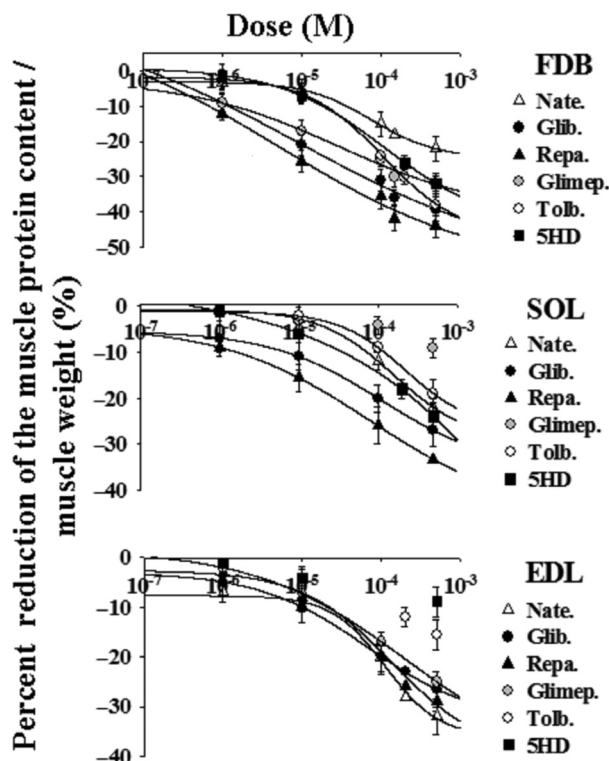 Dose (M)
Percent reduction of the muscle protein content /
muscle weight (%)
0
−10
−20
−30
−40
−50
10-7
10-6
10-5
10-4
10-3
FDB
Nate.
Glib.
Repa.
Glimep.
Tolb.
5HD
0
−10
−20
−30
−40
10-7
10-6
10-5
10-4
10-3
SOL
Nate.
Glib.
Repa.
Glimep.
Tolb.
5HD
0
−10
−20
−30
−40
10-7
10-6
10-5
10-4
10-3
EDL
Nate.
Glib.
Repa.
Glimep.
Tolb.
5HD